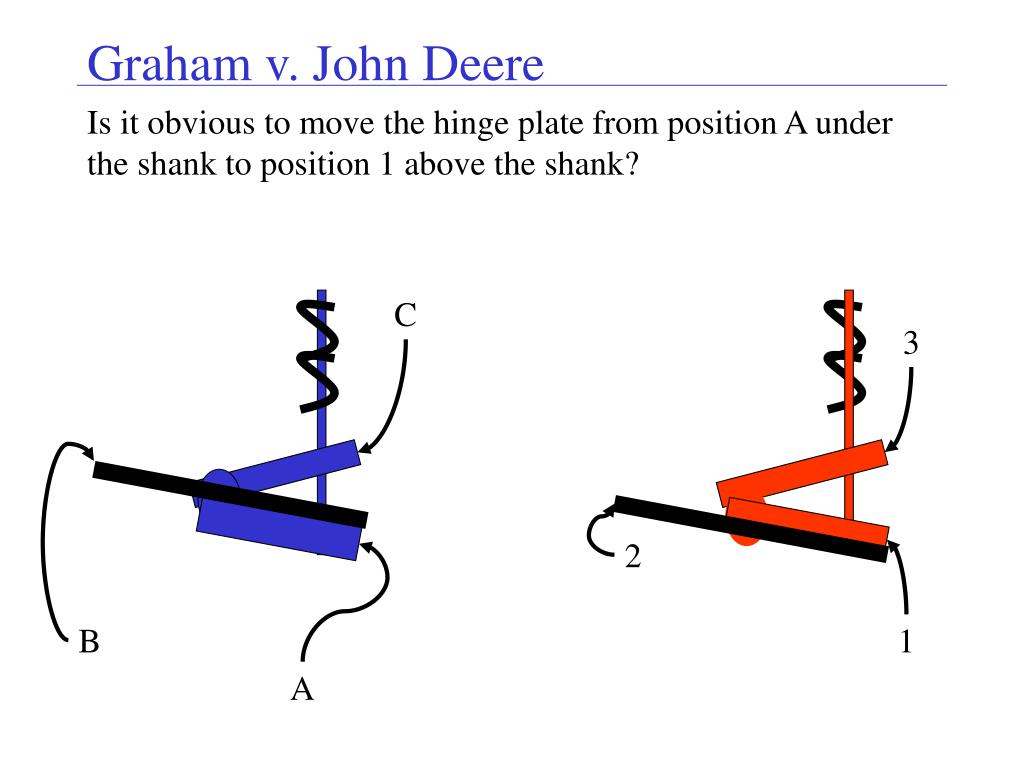 Graham v. John Deere
Is it obvious to move the hinge plate from position A under
the shank to position 1 above the shank?
C
3
2
B
1
A